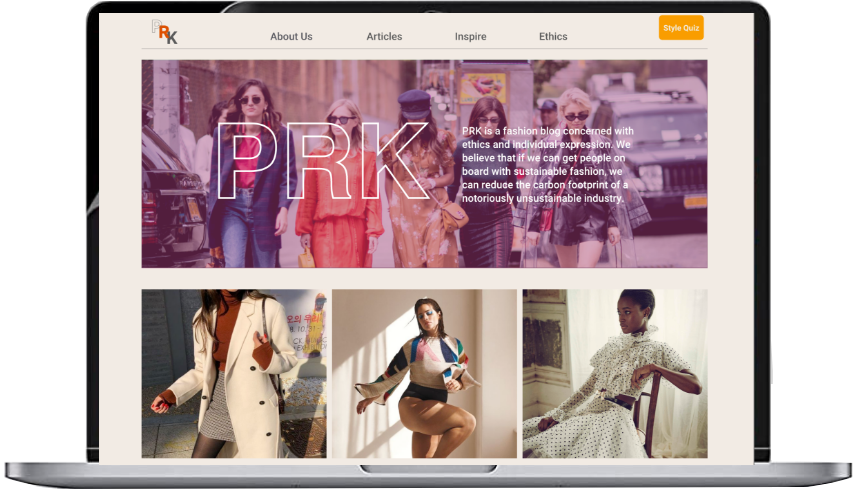 PRK
About Us
Articles
Inspire
Ethics
Style Quiz
PRK
PRK is a fashion blog concerned with
ethics and individual expression. We
believe that if we can get people on
board with sustainable fashion, we
can reduce the carbon footprint of a
notoriously unsustainable industry.